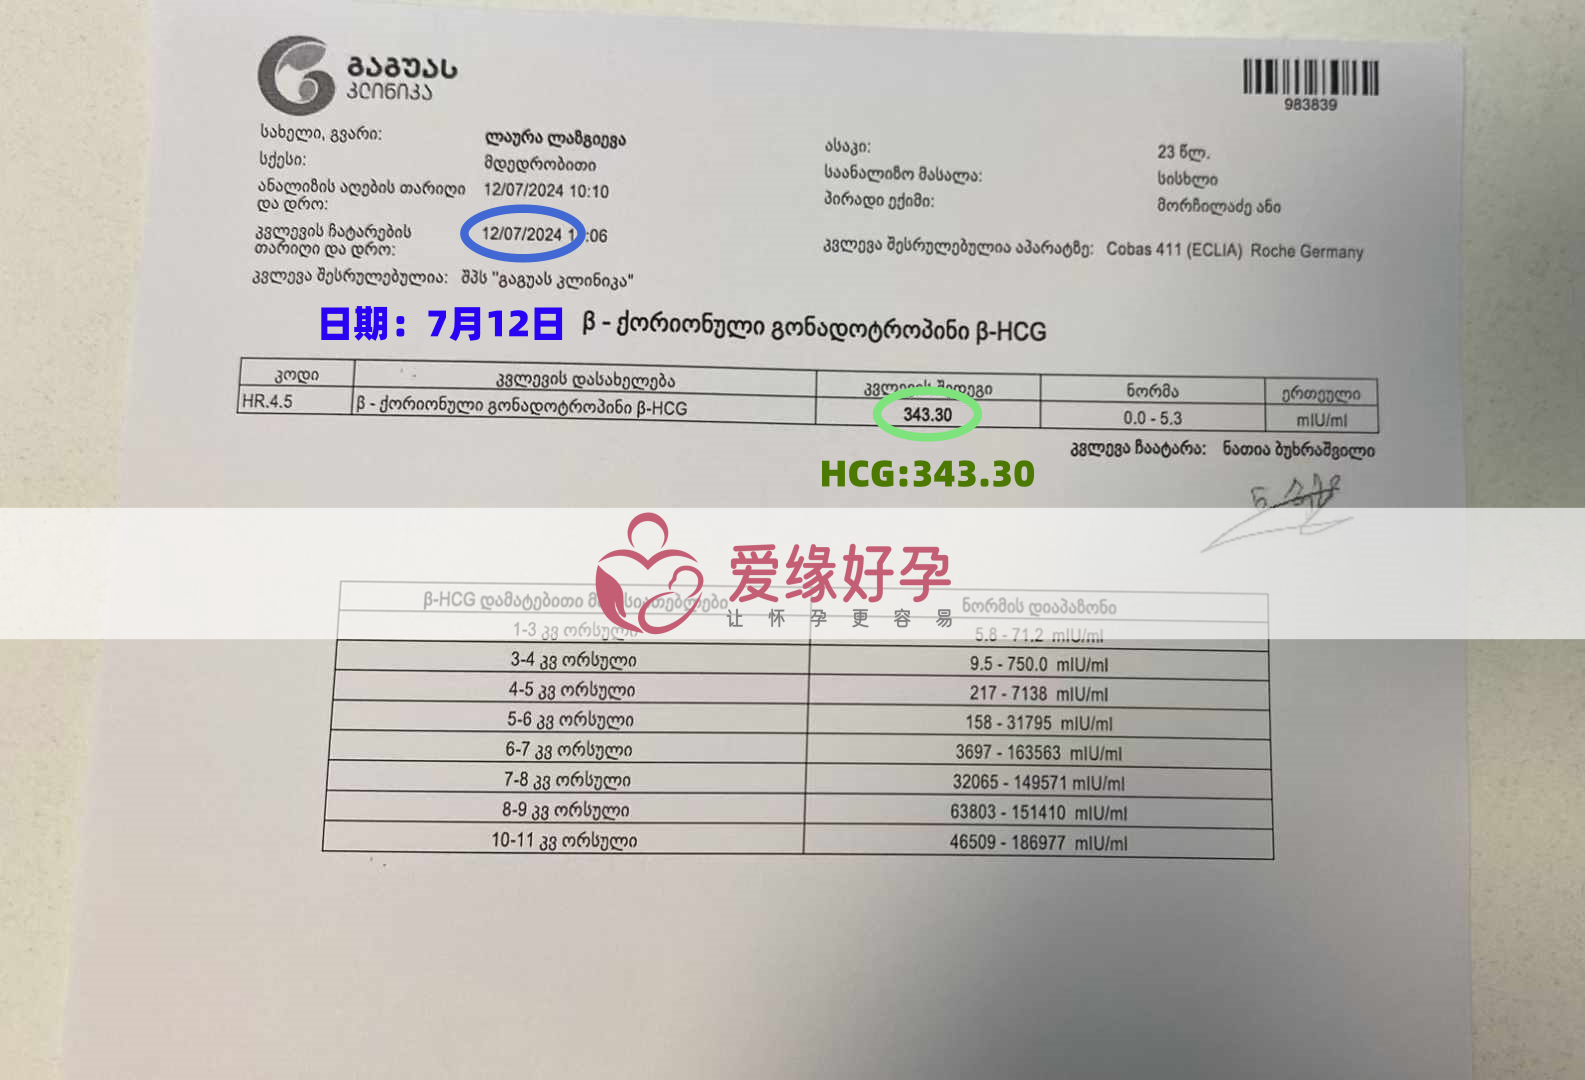 გაგუას
კლინიკა
983839
სახელი, გვარი: ლაურა ლაზგიევა ასაკი: 23 წლ.
სქესი: მდედრობითი საანალიზო მასალა: სისხლი
ანალიზის აღების თარიღი 12/07/2024 10:10 პირადი ექიმი: მორჩილაძე ანი
და დრო:
კვლევის ჩატარების 12/07/2024 :06 კვლევა შესრულებულია აპარატზე: Cobas 411 (ECLIA) Roche Germany
თარიღი და დრო:
კვლევა შესრულებულია: შპს "გაგუას კლინიკა"
日期：7月12日 β - ქორიონული გონადოტროპინი β-HCG
კოდი კვლევის დასახელება კვლევის შედეგი ნორმა ერთეული
HR.4.5 β - ქორიონული გონადოტროპინი β-HCG 343.30 0.0 - 5.3 mIU/ml
კვლევა ჩაატარა: ნათია ბუხრაშვილი
HCG:343.30
爱缘好孕
让怀孕更容易
β-HCG დამატებითი ნორმის დიაპაზონი
1-3 კვ ორსული 5.8 - 71.2 mIU/ml
3-4 კვ ორსული 9.5 - 750.0 mIU/ml
4-5 კვ ორსული 217 - 7138 mIU/ml
5-6 კვ ორსული 158 - 31795 mIU/ml
6-7 კვ ორსული 3697 - 163563 mIU/ml
7-8 კვ ორსული 32065 - 149571 mIU/ml
8-9 კვ ორსული 63803 - 151410 mIU/ml
10-11 კვ ორსული 46509 - 186977 mIU/ml